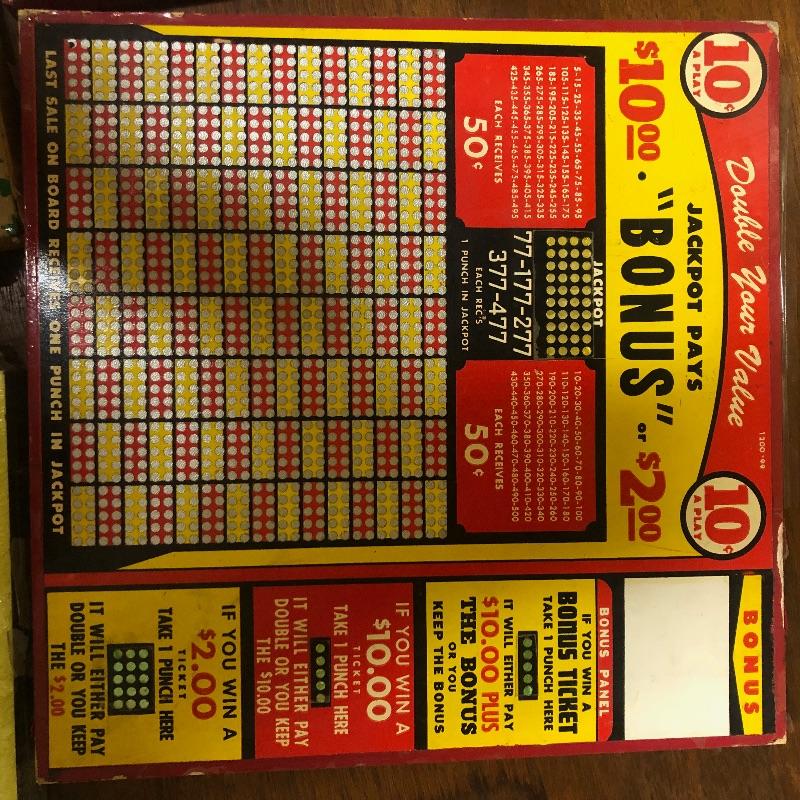 10¢
A PLAY
Double Your Value
1200-99
10¢
A PLAY
JACKPOT PAYS
$10.00 • "BONUS" or $2.00
5-15-25-35-45-55-65-75-85-95
105-115-125-135-145-155-165-175
185-195-205-215-225-235-245-255
265-275-285-295-305-315-325-335
345-355-365-375-385-395-405-415
425-435-445-455-465-475-485-495
EACH RECEIVES
50¢
JACKPOT
77-177-277
377-477
EACH REC'S
1 PUNCH IN JACKPOT
10-20-30-40-50-60-70-80-90-100
110-120-130-140-150-160-170-180
190-200-210-220-230-240-250-260
270-280-290-300-310-320-330-340
350-360-370-380-390-400-410-420
430-440-450-460-470-480-490-500
EACH RECEIVES
50¢
LAST SALE ON BOARD RECEIVES ONE PUNCH IN JACKPOT
BONUS
BONUS PANEL
IF YOU WIN A
BONUS TICKET
TAKE 1 PUNCH HERE
IT WILL EITHER PAY
$10.00 PLUS
THE BONUS
OR YOU
KEEP THE BONUS
IF YOU WIN A
$10.00
TICKET
TAKE 1 PUNCH HERE
IT WILL EITHER PAY
DOUBLE OR YOU KEEP
THE $10.00
IF YOU WIN A
$2.00
TICKET
TAKE 1 PUNCH HERE
IT WILL EITHER PAY
DOUBLE OR YOU KEEP
THE $2.00